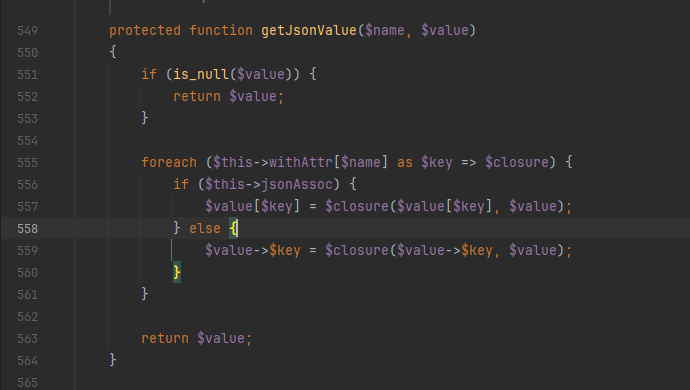 549 protected function getJsonValue($name, $value)
550 {
551 if (is_null($value)) {
552 return $value;
553 }
554
555 foreach ($this->withAttr[$name] as $key => $closure) {
556 if ($this->jsonAssoc) {
557 $value[$key] = $closure($value[$key], $value);
558 } else {
559 $value->$key = $closure($value->$key, $value);
560 }
561 }
562
563 return $value;
564 }
565